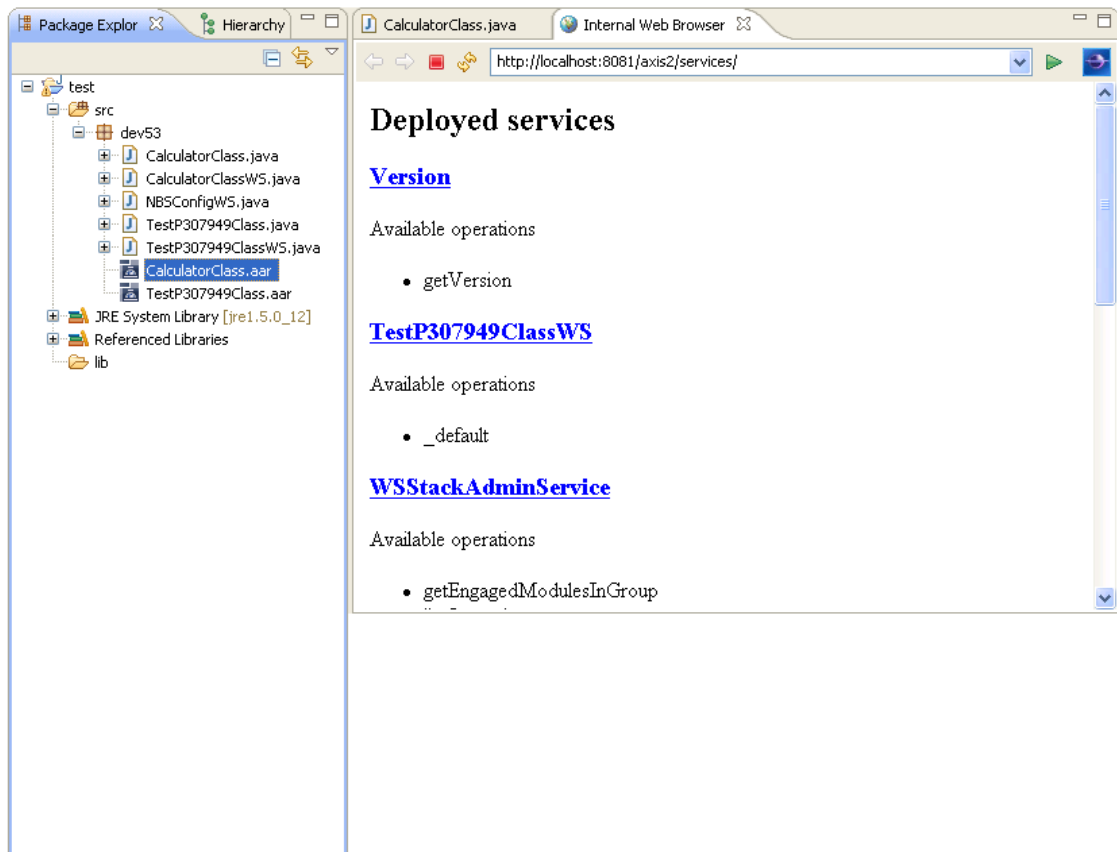 Package Explor
Hierarchy
test
src
dev53
CalculatorClass.java
CalculatorClassWS.java
NBSConfigWS.java
TestP307949Class.java
TestP307949ClassWS.java
CalculatorClass.aar
TestP307949Class.aar
JRE System Library [jre1.5.0_12]
Referenced Libraries
lib
CalculatorClass.java
Internal Web Browser
http://localhost:8081/axis2/services/
Deployed services
Version
Available operations
• getVersion
TestP307949ClassWS
Available operations
• _default
WSStackAdminService
Available operations
• getEngagedModulesInGroup